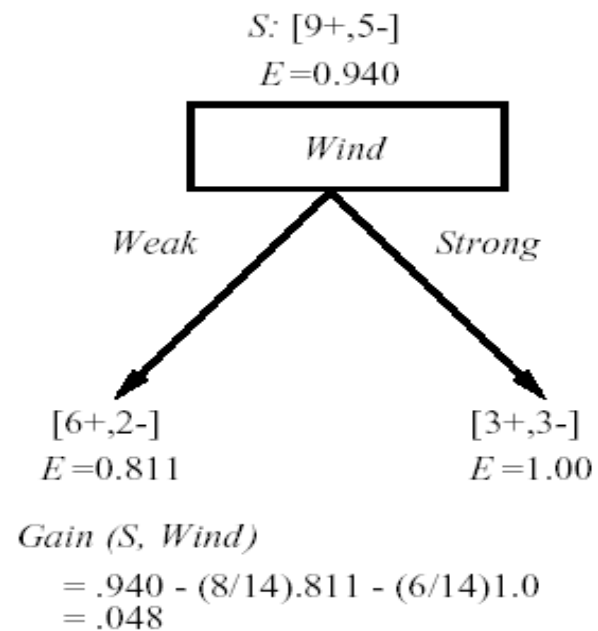 S: [9+,5-]
E=0.940
Wind
Weak
Strong
[6+,2-]
E=0.811
[3+,3-]
E=1.00
Gain (S, Wind)
= .940 - (8/14).811 - (6/14)1.0
= .048